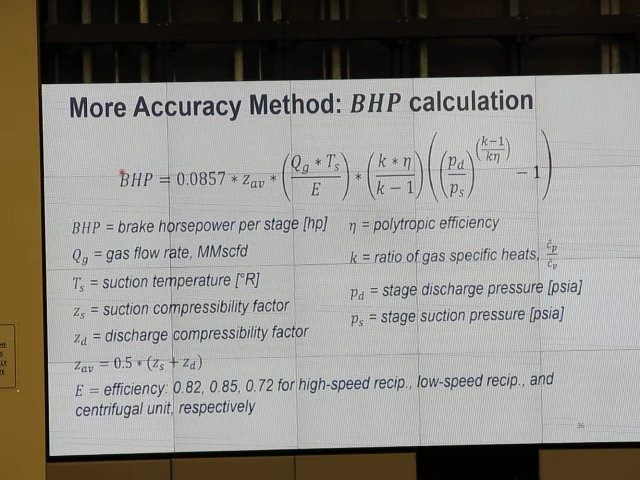 More Accuracy Method: BHP calculation
BHP = 0.0857 * z_av * (Q_g * T_s / E) * (k * η / k − 1) ((p_d / p_s)^((k−1 / kη)) − 1)
BHP = brake horsepower per stage [hp]
Q_g = gas flow rate, MMscfd
T_s = suction temperature [°R]
z_s = suction compressibility factor
z_d = discharge compressibility factor
z_av = 0.5 * (z_s + z_d)
η = polytropic efficiency
k = ratio of gas specific heats, ĉ_p / ĉ_v
p_d = stage discharge pressure [psia]
p_s = stage suction pressure [psia]
E = efficiency: 0.82, 0.85, 0.72 for high-speed recip., low-speed recip., and
centrifugal unit, respectively
36